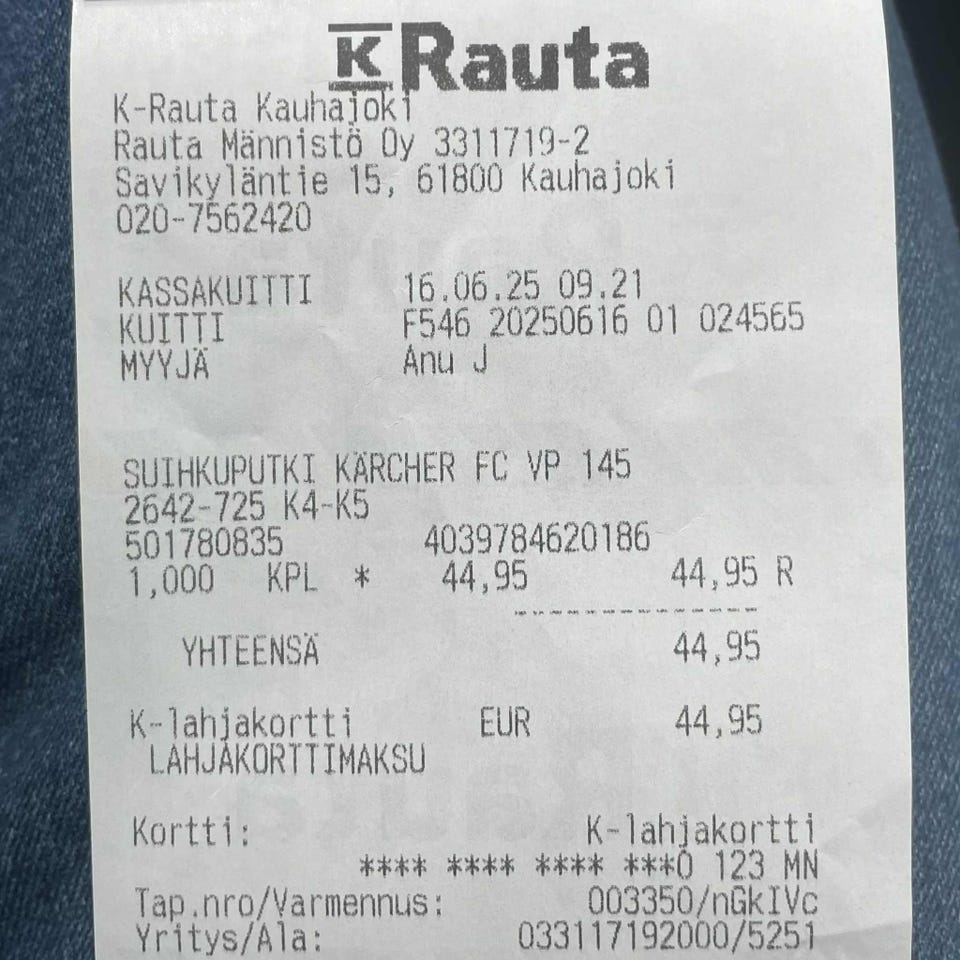 K Rauta
K-Rauta Kauhajoki
Rauta Männistö Oy 3311719-2
Savikyläntie 15, 61800 Kauhajoki
020-7562420
KASSAKUITTI 16.06.25 09.21
KUITTI F546 20250616 01 024565
MYYJÄ Anu J
SUIHKUPUTKI KÄRCHER FC VP 145
2642-725 K4-K5
501780835 4039784620186
1,000 KPL * 44,95 44,95 R
YHTEENSÄ 44,95
K-lahjakortti EUR 44,95
LAHJAKORTTIMAKSU
Kortti: K-lahjakortti
**** **** **** ***0 123 MN
Tap.nro/Varmennus: 003350/nGkIVc
Yritys/Ala: 033117192000/5251